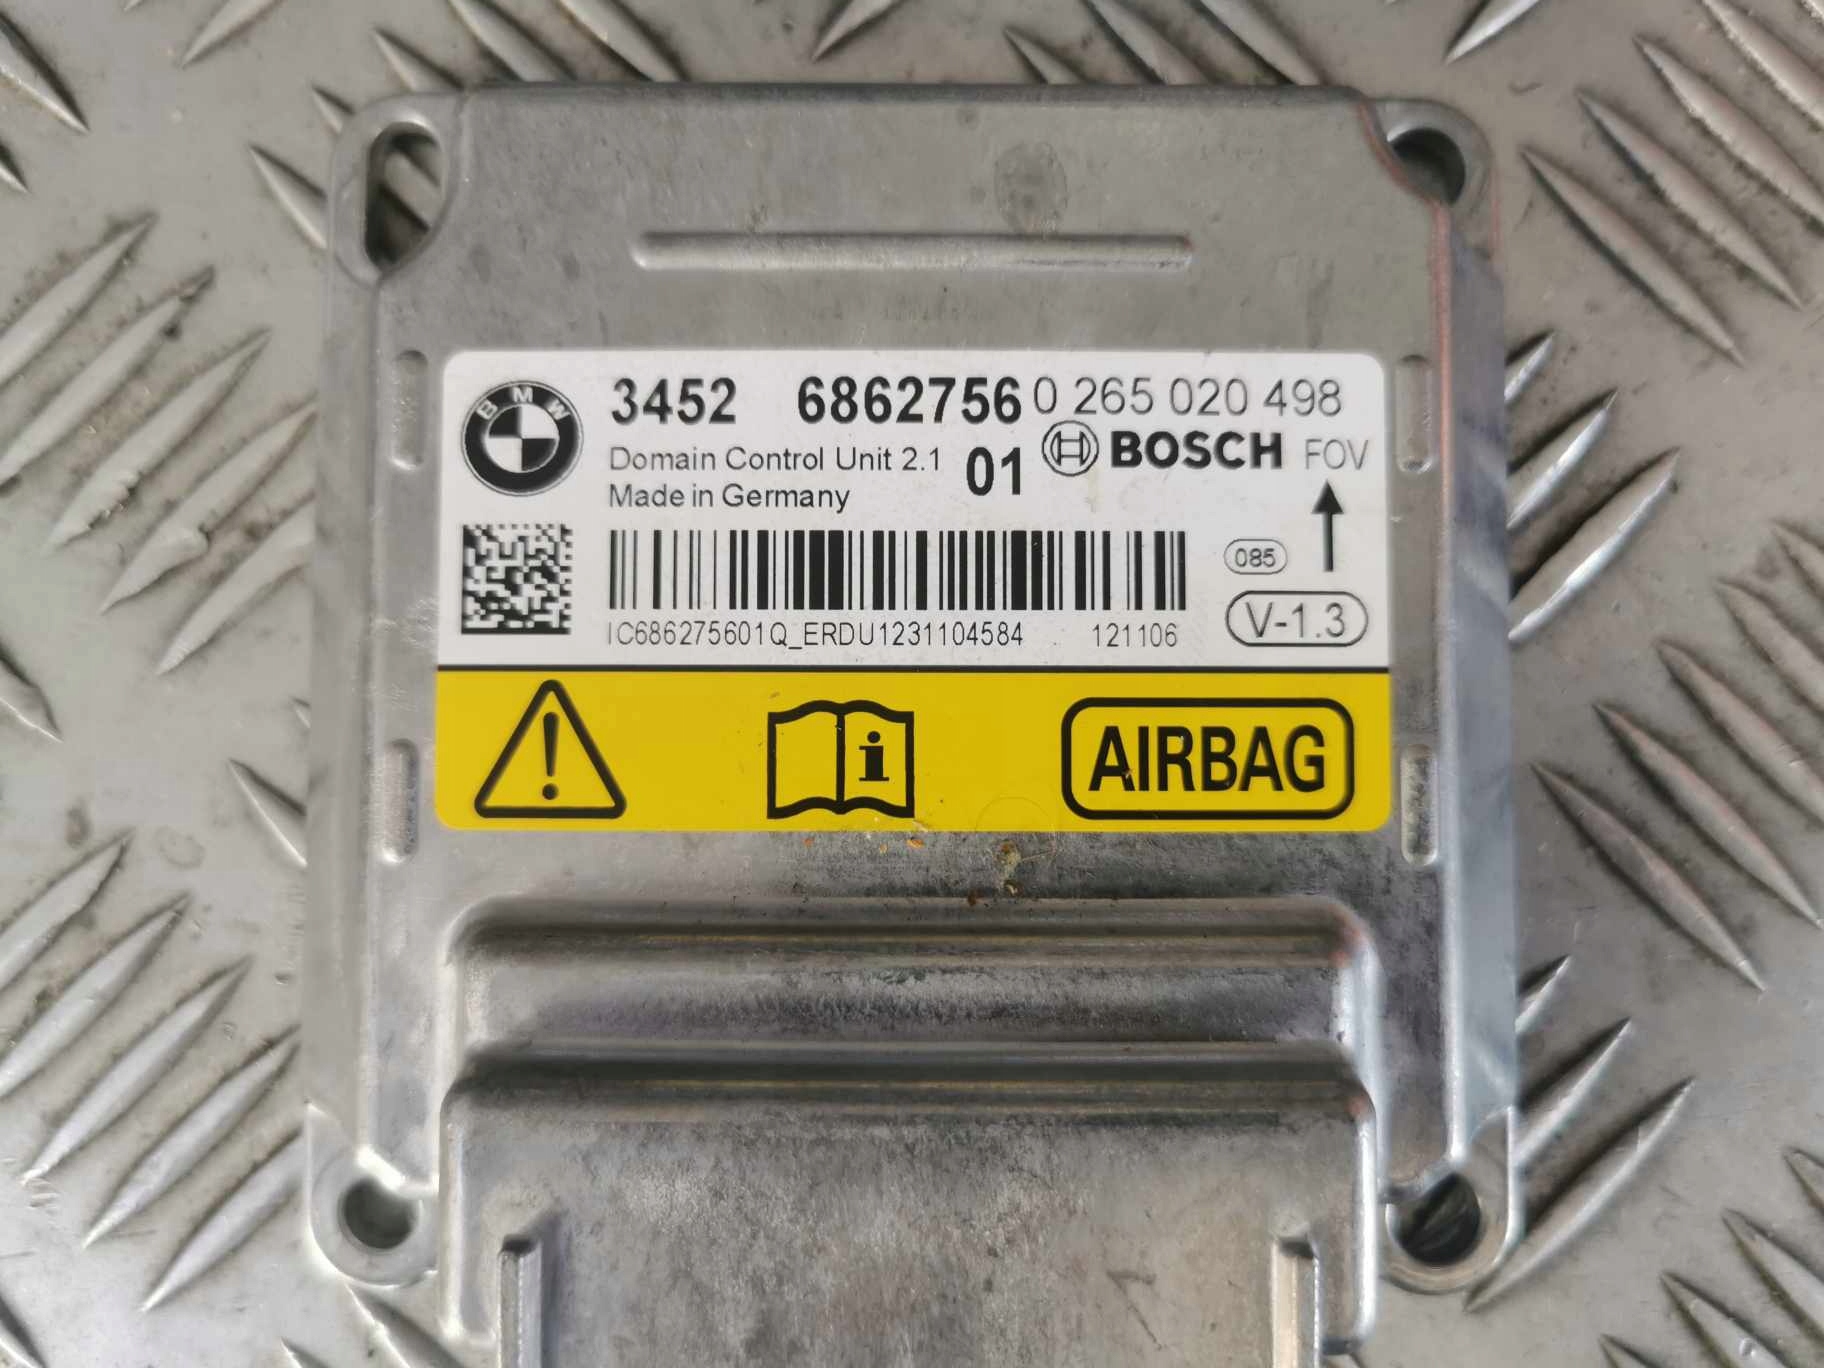 BMW 3452 6862756 0 265 020 498
Domain Control Unit 2.1 01 BOSCH FOV
Made in Germany
085
IC686275601Q_ERDU1231104584 121106 V-1.3
AIRBAG